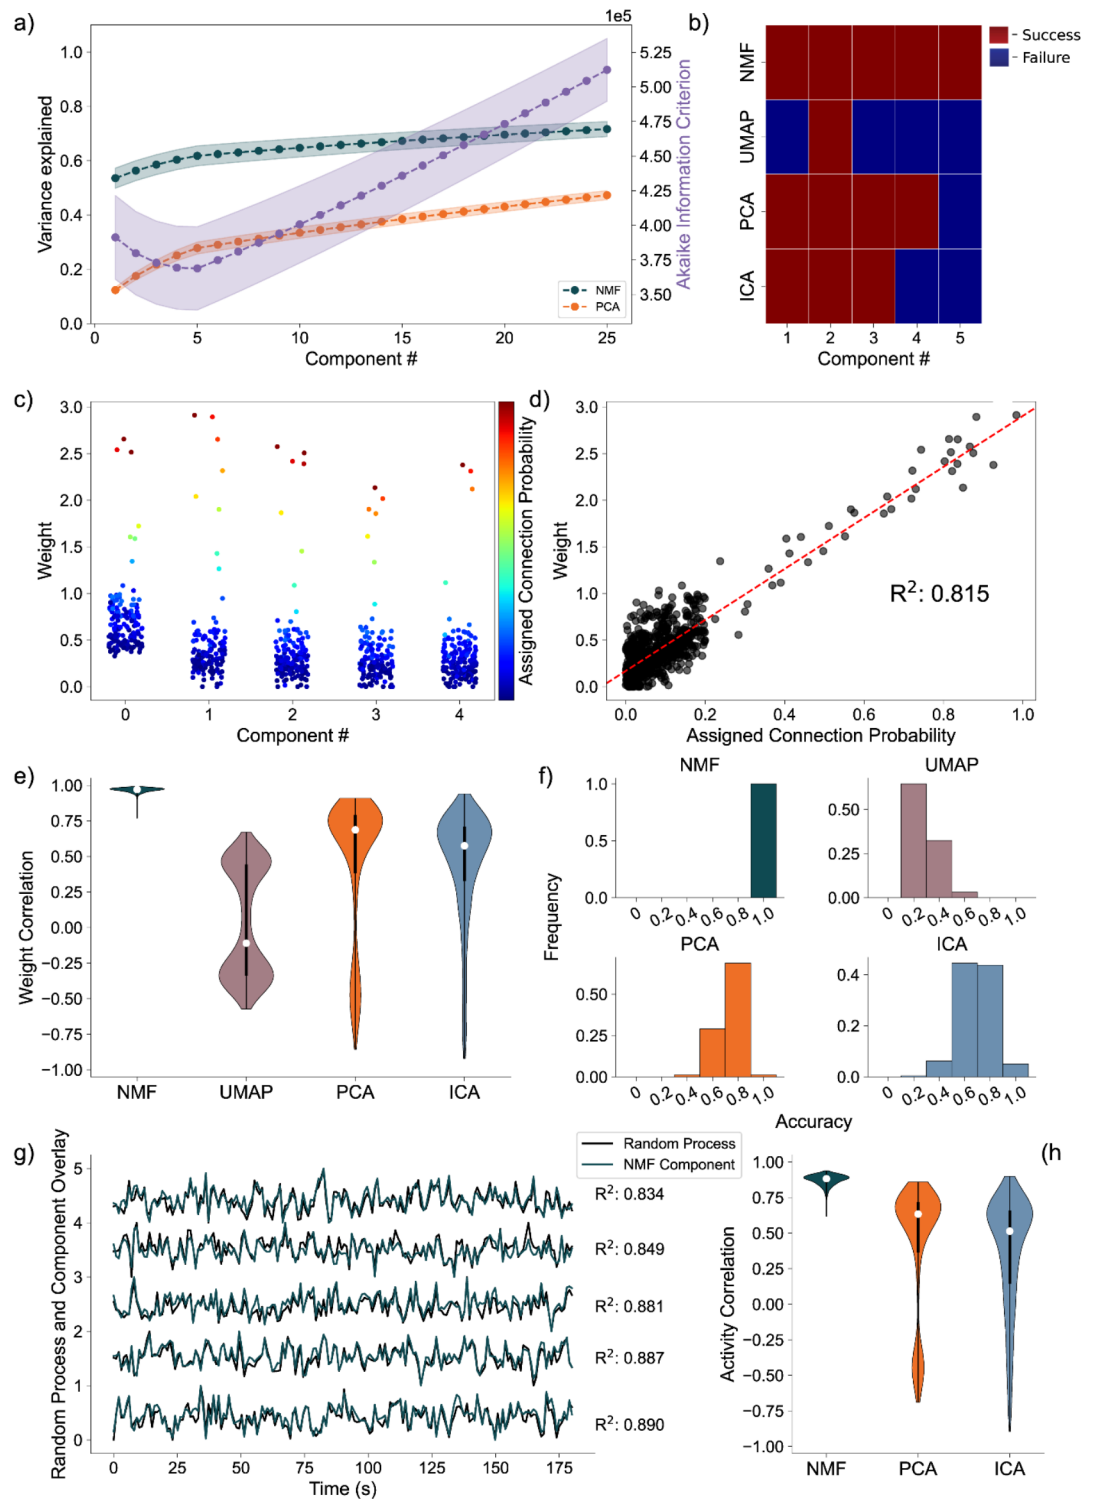 a)
1e5
1.0
0.8
0.6
0.4
0.2
0.0
Variance explained
5.25
5.00
4.75
4.50
4.25
4.00
3.75
3.50
Akaike Information Criterion
NMF
PCA
0 5 10 15 20 25
Component #
b)
Success
Failure
NMF
UMAP
PCA
ICA
1 2 3 4 5
Component #
c)
3.0
2.5
2.0
1.5
1.0
0.5
0.0
Weight
Assigned Connection Probability
0 1 2 3 4
Component #
d)
3.0
2.5
2.0
1.5
1.0
0.5
0.0
Weight
R²: 0.815
0.0 0.2 0.4 0.6 0.8 1.0
Assigned Connection Probability
e)
1.00
0.75
0.50
0.25
0.00
−0.25
−0.50
−0.75
−1.00
Weight Correlation
NMF UMAP PCA ICA
f)
Frequency
NMF
1.0
0.5
0.0
0 0.2 0.4 0.6 0.8 1.0
UMAP
0.50
0.25
0.00
0 0.2 0.4 0.6 0.8 1.0
PCA
0.50
0.25
0.00
0 0.2 0.4 0.6 0.8 1.0
ICA
0.4
0.2
0.0
0 0.2 0.4 0.6 0.8 1.0
Accuracy
g)
Random Process
NMF Component
Random Process and Component Overlay
5
4
3
2
1
0
R²: 0.834
R²: 0.849
R²: 0.881
R²: 0.887
R²: 0.890
0 25 50 75 100 125 150 175
Time (s)
(h
1.00
0.75
0.50
0.25
0.00
−0.25
−0.50
−0.75
−1.00
Activity Correlation
NMF PCA ICA